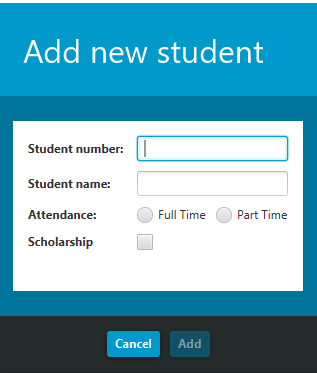 Add new student
Student number:
Student name:
Attendance: Full Time Part Time
Scholarship
Cancel Add